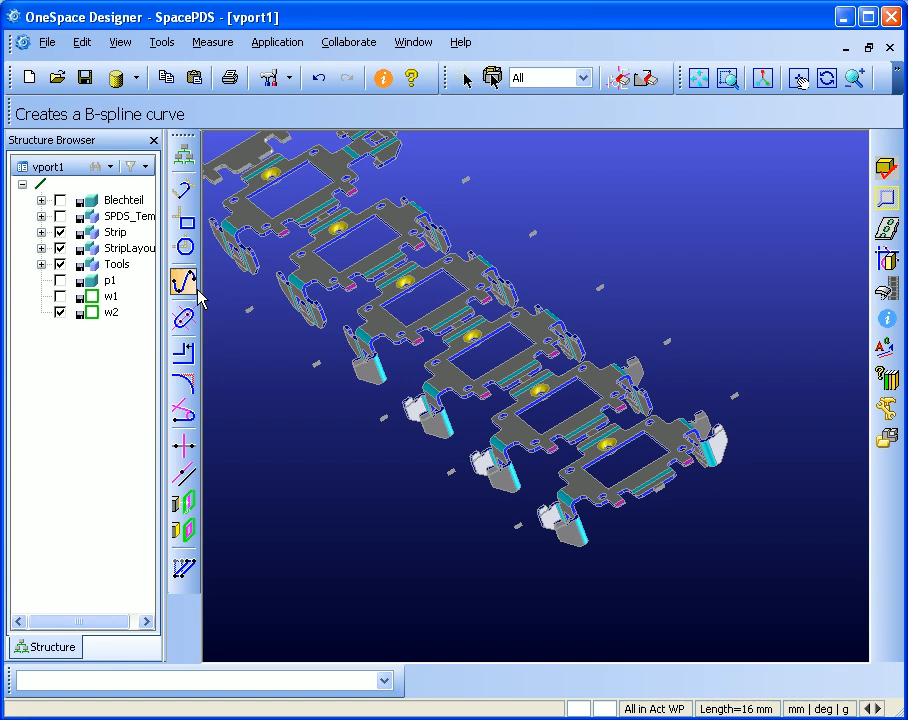 OneSpace Designer - SpacePDS - [vport1]
File Edit View Tools Measure Application Collaborate Window Help
All
Creates a B-spline curve
Structure Browser
vport1
Blechteil
SPDS_Tem
Strip
StripLayou
Tools
p1
w1
w2
Structure
All in Act WP Length=16 mm mm | deg | g